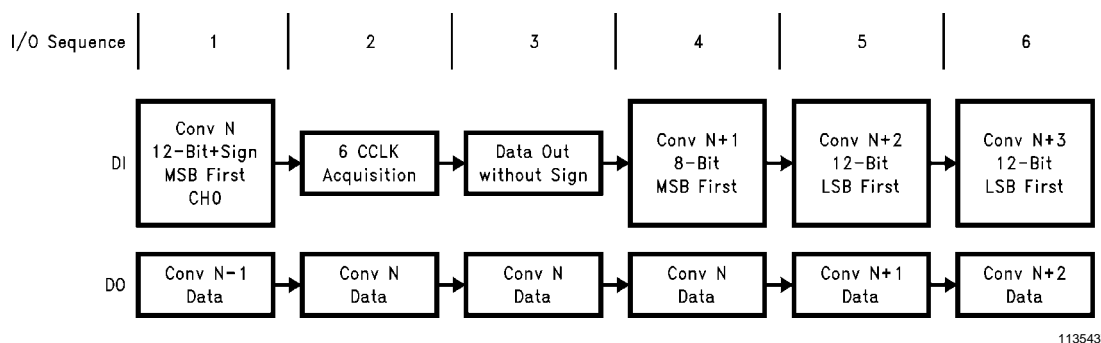 I/O Sequence 1 2 3 4 5 6
DI
Conv N
12-Bit+Sign
MSB First
CH0
6 CCLK
Acquisition
Data Out
without Sign
Conv N+1
8-Bit
MSB First
Conv N+2
12-Bit
LSB First
Conv N+3
12-Bit
LSB First
DO
Conv N-1
Data
Conv N
Data
Conv N
Data
Conv N
Data
Conv N+1
Data
Conv N+2
Data
113543